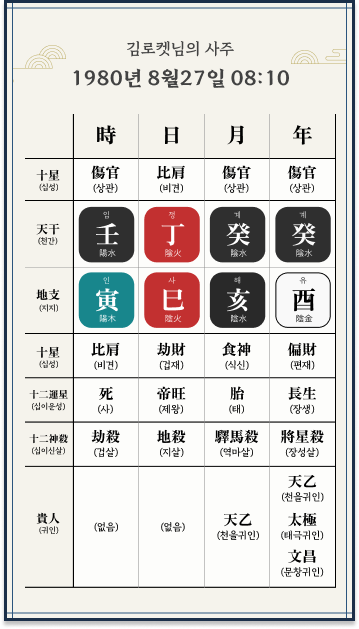 김로켓님의 사주
1980년 8월27일 08:10
時 日 月 年
十星 傷官 比肩 傷官 傷官
(십성) (상관) (비견) (상관) (상관)
임 정 계 계
天干 壬 丁 癸 癸
(천간) 陽水 陰火 陰水 陰水
인 사 해 유
地支 寅 巳 亥 酉
(지지) 陽木 陰火 陰水 陰金
十星 比肩 劫財 食神 偏財
(십성) (비견) (겁재) (식신) (편재)
十二運星 死 帝旺 胎 長生
(십이운성) (사) (제왕) (태) (장생)
十二神殺 劫殺 地殺 驛馬殺 將星殺
(십이신살) (겁살) (지살) (역마살) (장성살)
貴人
(귀인) (없음) (없음) 天乙
(천을귀인) 天乙
(천을귀인)
太極
(태극귀인)
文昌
(문창귀인)